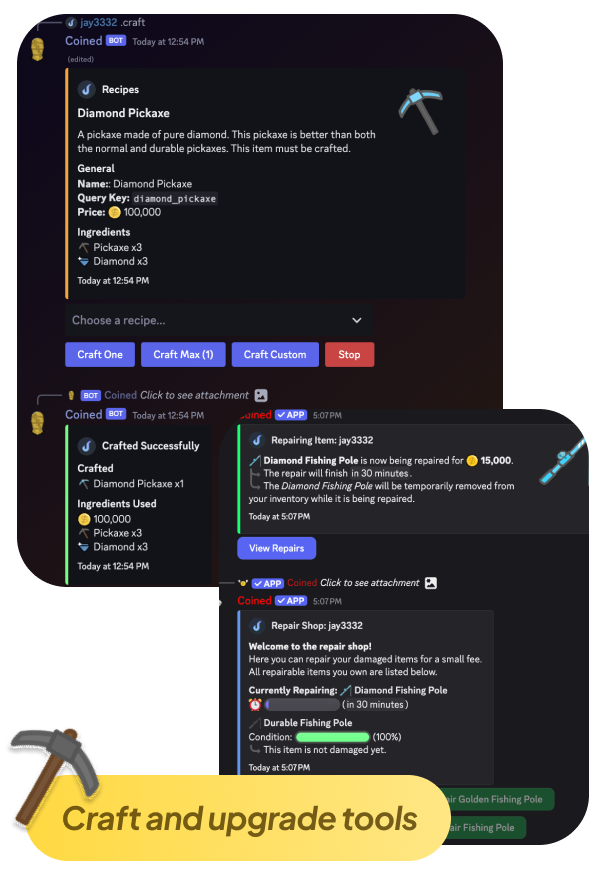 jay3332 .craft
Coined BOT Today at 12:54 PM
(edited)
Recipes
Diamond Pickaxe
A pickaxe made of pure diamond. This pickaxe is better than both
the normal and durable pickaxes. This item must be crafted.
General
Name:: Diamond Pickaxe
Query Key: diamond_pickaxe
Price: 100,000
Ingredients
Pickaxe x3
Diamond x3
Today at 12:54 PM
Choose a recipe...
Craft One
Craft Max (1)
Craft Custom
Stop
BOT Coined Click to see attachment
Coined BOT Today at 12:54 PM
Crafted Successfully
Crafted
Diamond Pickaxe x1
Ingredients Used
100,000
Pickaxe x3
Diamond x3
Today at 12:54 PM
APP 5:07 PM
Repairing Item: jay3332
Diamond Fishing Pole is now being repaired for 15,000.
The repair will finish in 30 minutes.
The Diamond Fishing Pole will be temporarily removed from
your inventory while it is being repaired.
Today at 5:07 PM
View Repairs
APP Coined Click to see attachment
Coined APP 5:07 PM
Repair Shop: jay3332
Welcome to the repair shop!
Here you can repair your damaged items for a small fee.
All repairable items you own are listed below.
Currently Repairing: Diamond Fishing Pole
(in 30 minutes)
Durable Fishing Pole
Condition: (100%)
This item is not damaged yet.
Today at 5:07 PM
Golden Fishing Pole
Fishing Pole
Craft and upgrade tools